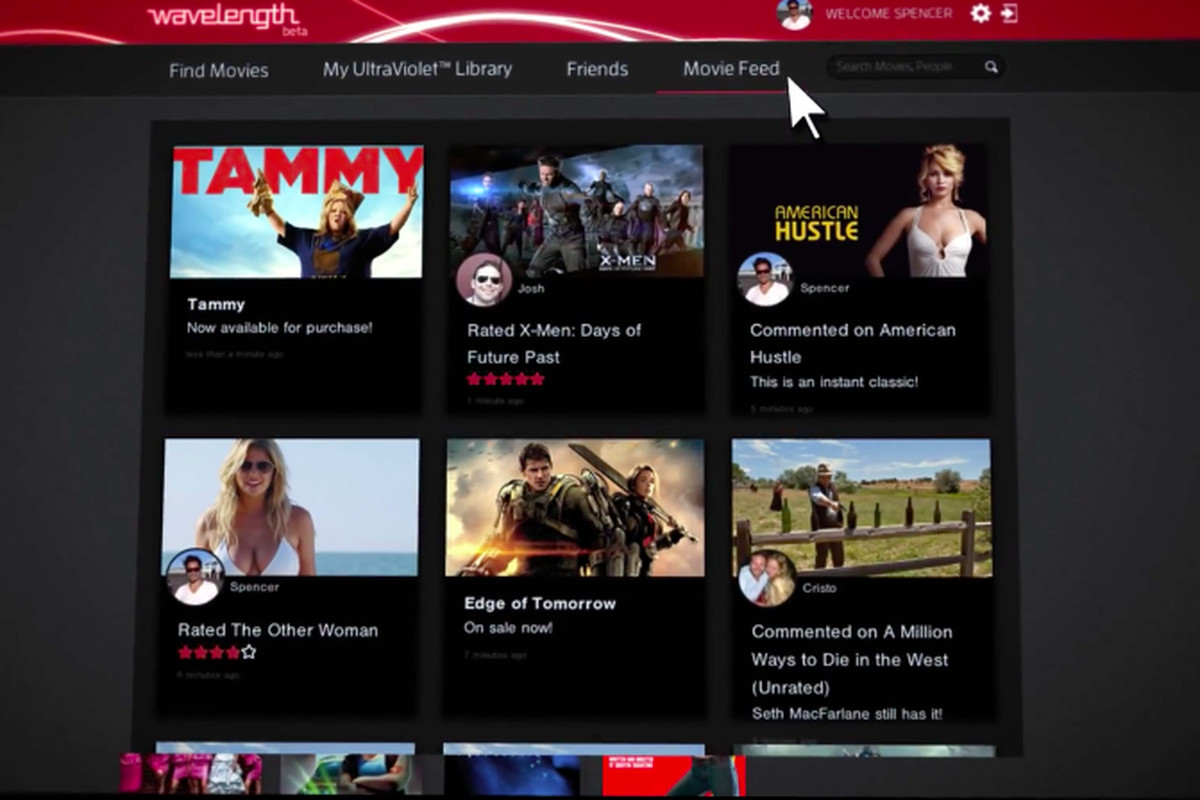 wavelength
beta
WELCOME SPENCER
Find Movies
My UltraViolet™ Library
Friends
Movie Feed
Search Movies, People
TAMMY
Tammy
Now available for purchase!
less than a minute ago
X-MEN
Josh
Rated X-Men: Days of
Future Past
1 minute ago
AMERICAN
HUSTLE
Spencer
Commented on American
Hustle
This is an instant classic!
5 minutes ago
Spencer
Rated The Other Woman
6 minutes ago
Edge of Tomorrow
On sale now!
7 minutes ago
Cristo
Commented on A Million
Ways to Die in the West
(Unrated)
Seth MacFarlane still has it!